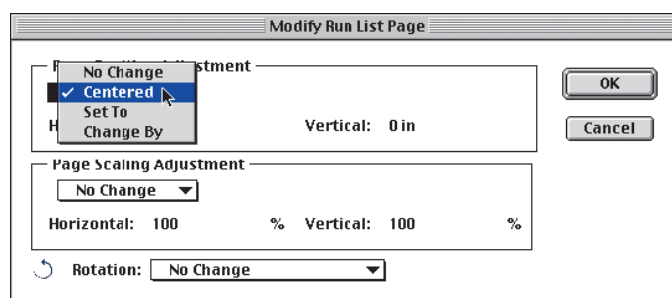 Modify Run List Page
Adjustment
No Change
✓ Centered
Set To
Change By
Vertical: 0 in
OK
Cancel
Page Scaling Adjustment
No Change
Horizontal: 100 % Vertical: 100 %
Rotation: No Change